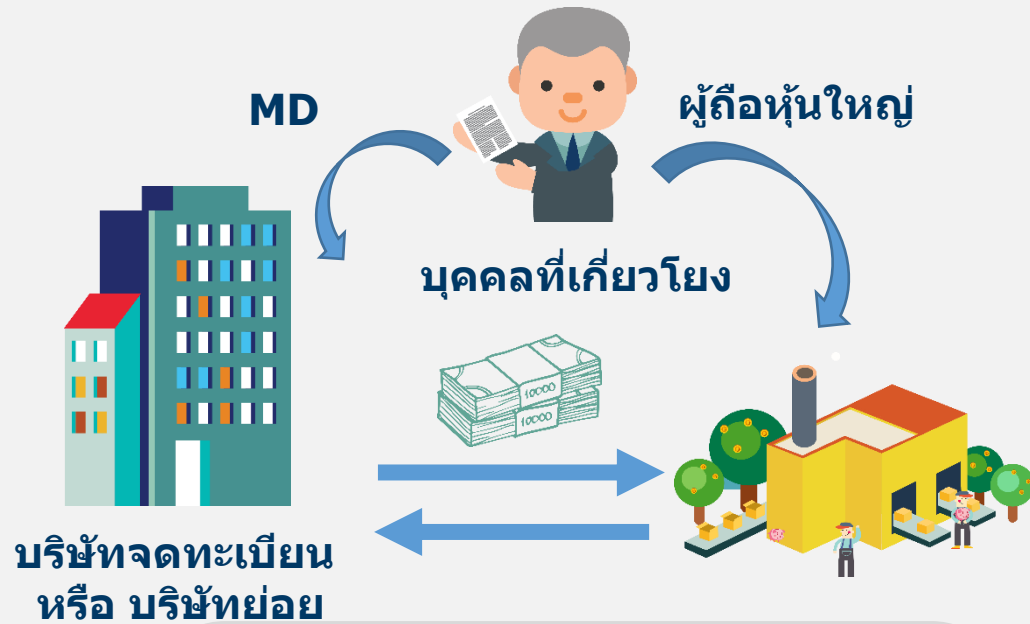 MD
ผู้ถือหุ้นใหญ่
บุคคลที่เกี่ยวโยง
10000
10000
บริษัทจดทะเบียน
หรือ บริษัทย่อย